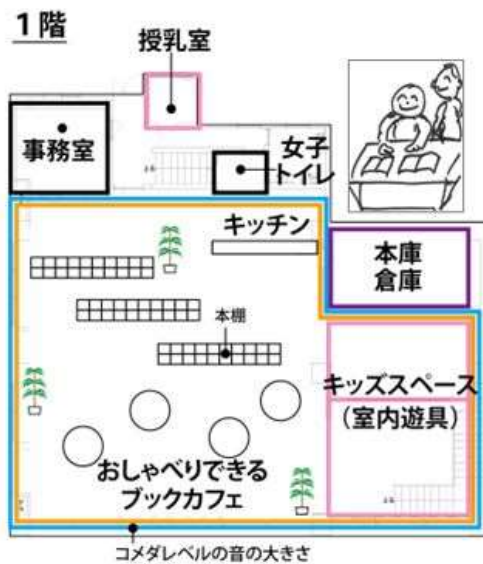 1階
授乳室
事務室
女子
トイレ
キッチン
本庫
倉庫
本棚
キッズスペース
(室内遊具)
おしゃべりできる
ブックカフェ
コメダレベルの音の大きさ